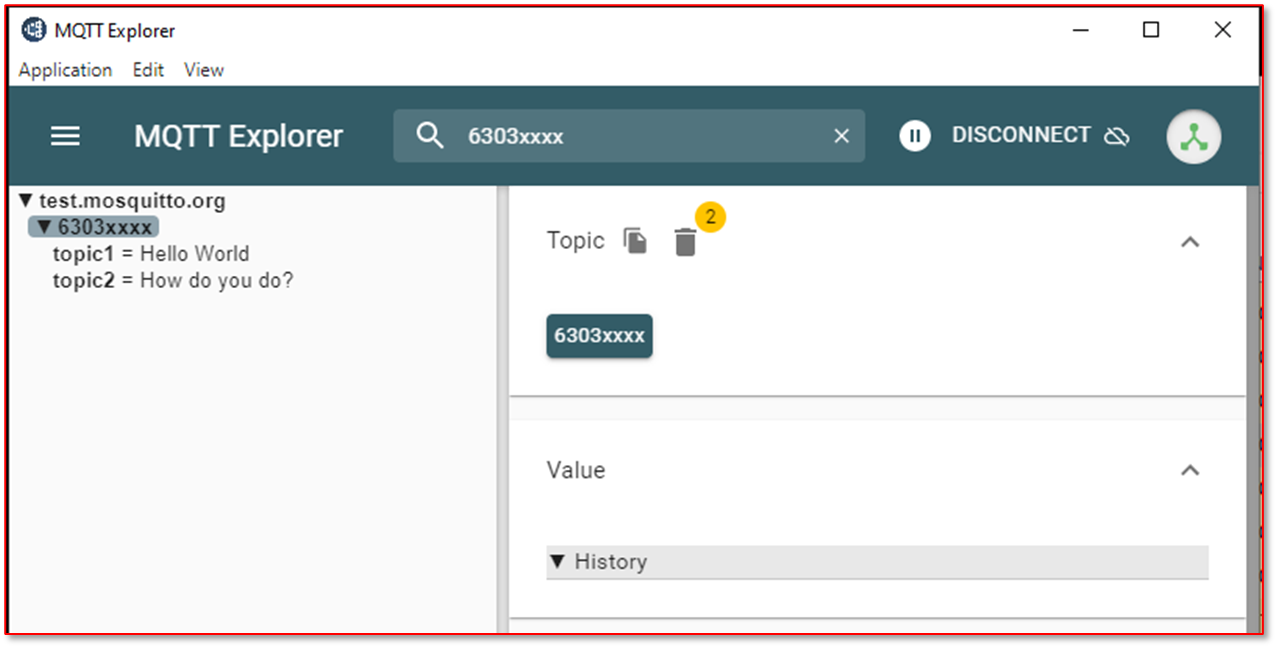 MQTT Explorer
Application Edit View
MQTT Explorer 6303xxxx DISCONNECT
▼ test.mosquitto.org
▼ 6303xxxx
topic1 = Hello World
topic2 = How do you do?
Topic 2
6303xxxx
Value
▼ History